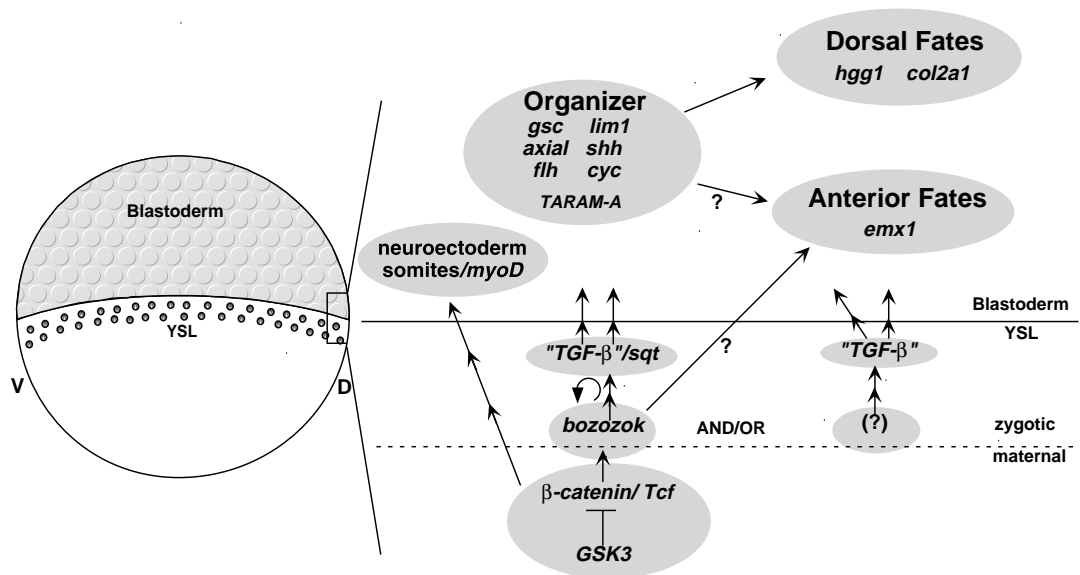 Dorsal Fates
hgg1 col2a1
Organizer
gsc lim1
axial shh
flh cyc
TARAM-A
?
Anterior Fates
emx1
Blastoderm
neuroectoderm
somites/myoD
Blastoderm
YSL
YSL
"TGF-β"/sqt
?
"TGF-β"
V
D
bozozok
AND/OR
(?)
zygotic
maternal
β-catenin/ Tcf
GSK3